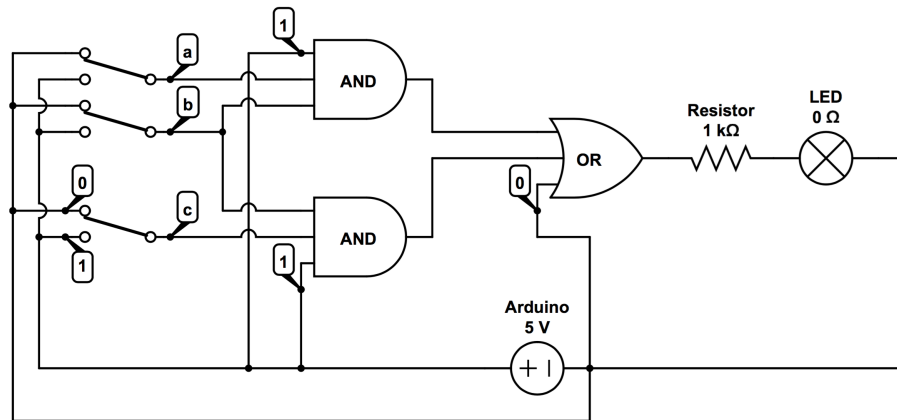 1
a
AND
b
Resistor
1 kΩ
LED
0 Ω
OR
0
0
c
AND
1
1
Arduino
5 V
+ –